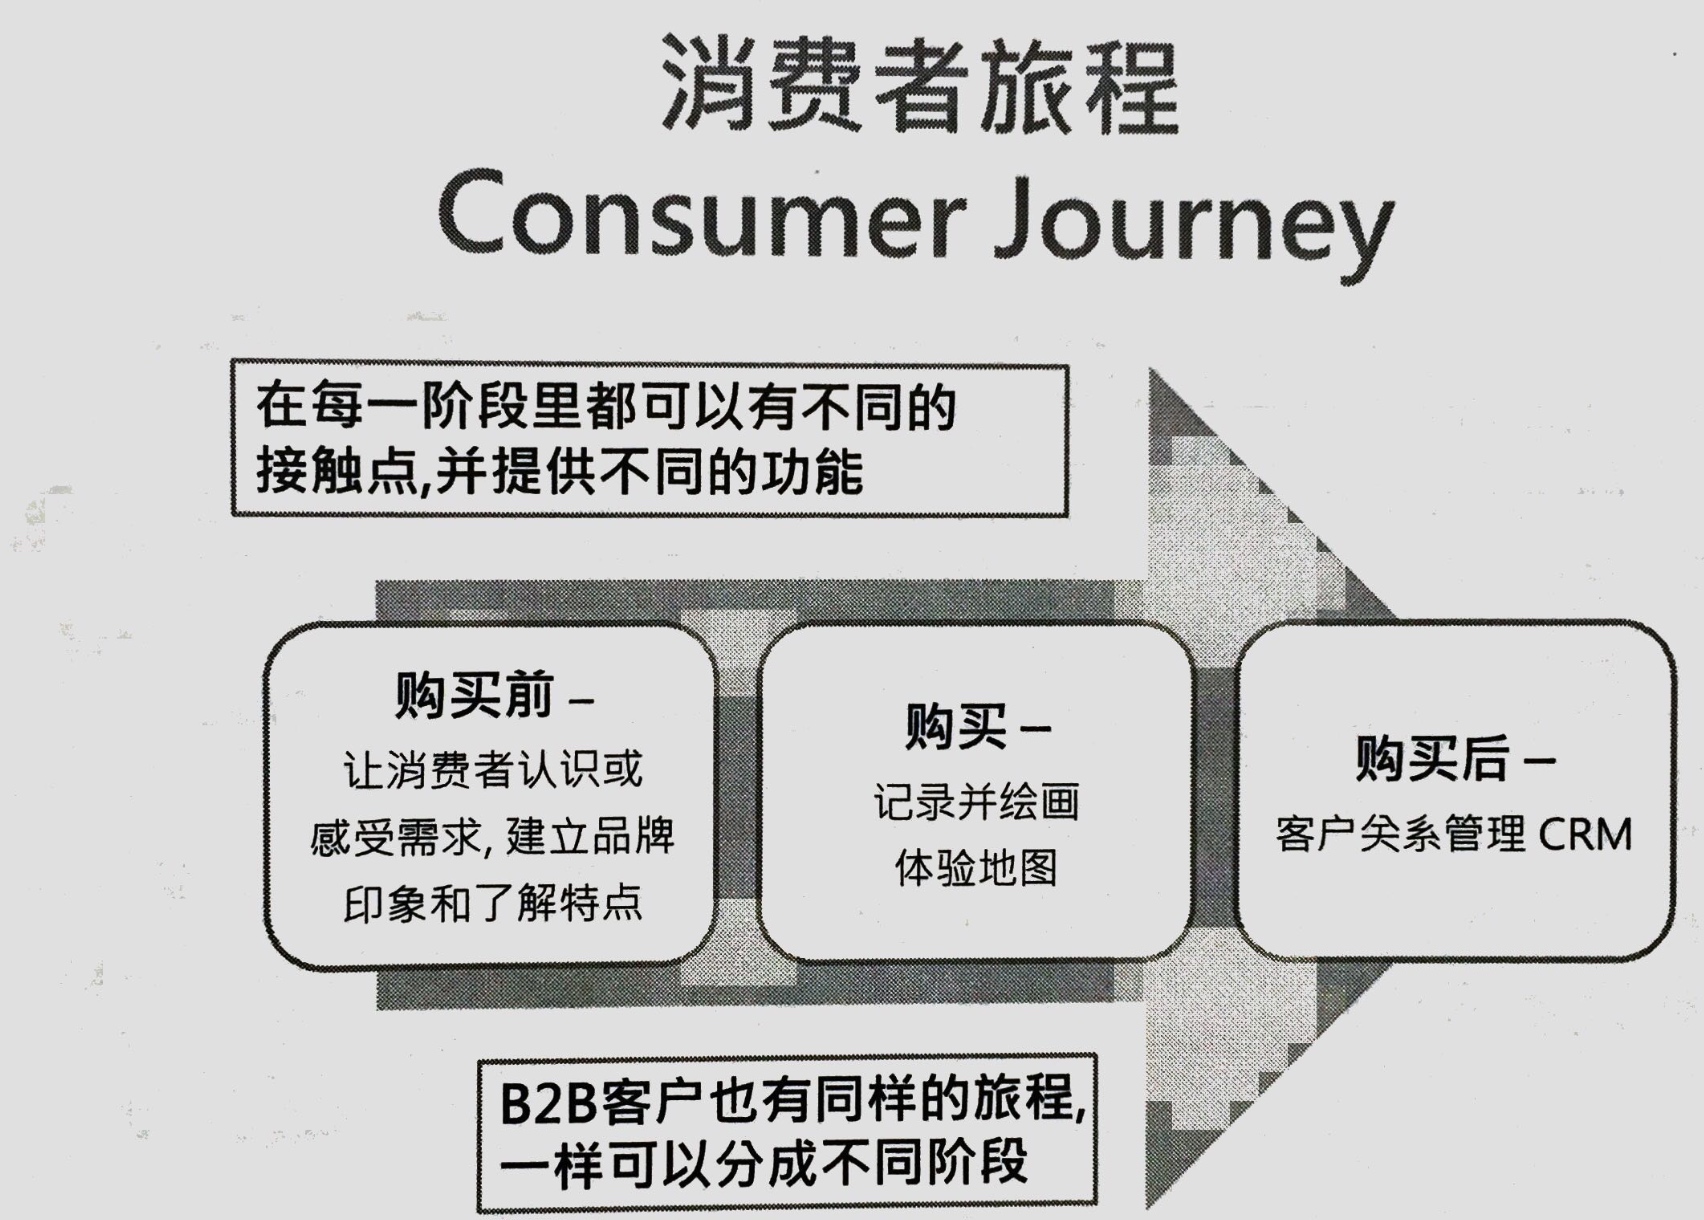 消费者旅程
Consumer Journey
在每一阶段里都可以有不同的
接触点,并提供不同的功能
购买前 –
让消费者认识或
感受需求, 建立品牌
印象和了解特点
购买 –
记录并绘画
体验地图
购买后 –
客户关系管理 CRM
B2B客户也有同样的旅程,
一样可以分成不同阶段